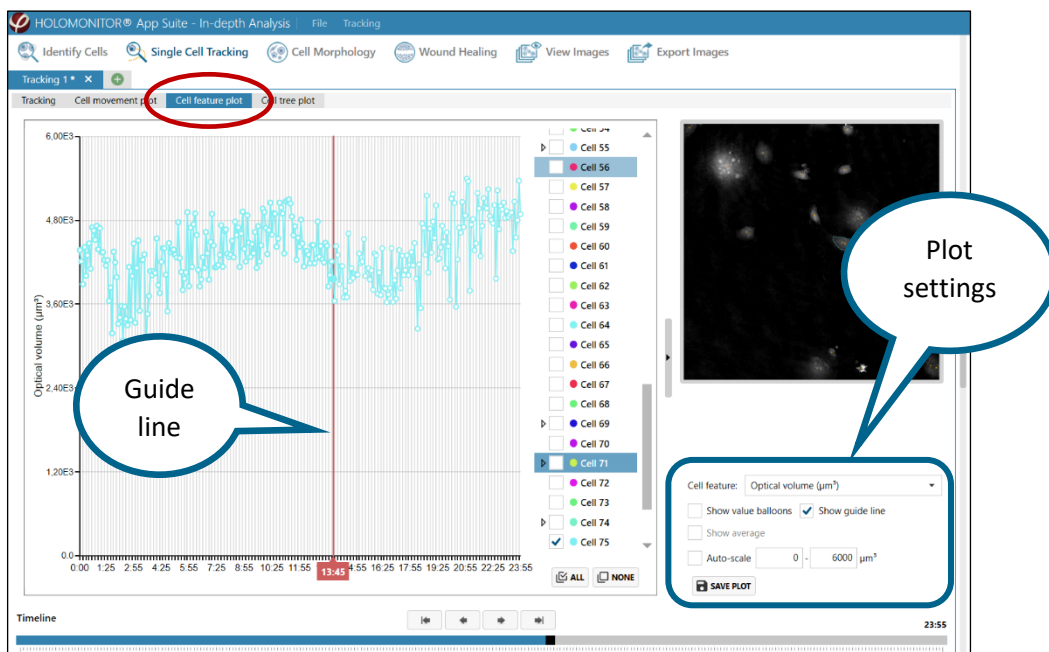 HOLOMONITOR® App Suite - In-depth Analysis File Tracking
Identify Cells Single Cell Tracking Cell Morphology Wound Healing View Images Export Images
Tracking 1 * ×
Tracking Cell movement plot Cell feature plot Cell tree plot
6,00E3
4.80E3
3.60E3
2.40E3
1,20E3
0.0
Optical volume (µm³)
0:00 1:25 2:55 4:25 5:55 7:25 8:55 10:25 11:55 13:45 14:55 16:25 17:55 19:25 20:55 22:25 23:55
Guide
line
Cell 54
Cell 55
Cell 56
Cell 57
Cell 58
Cell 59
Cell 60
Cell 61
Cell 62
Cell 63
Cell 64
Cell 65
Cell 66
Cell 67
Cell 68
Cell 69
Cell 70
Cell 71
Cell 72
Cell 73
Cell 74
Cell 75
ALL NONE
Plot
settings
Cell feature: Optical volume (µm³)
Show value balloons Show guide line
Show average
Auto-scale 0 - 6000 µm³
SAVE PLOT
Timeline
23:55